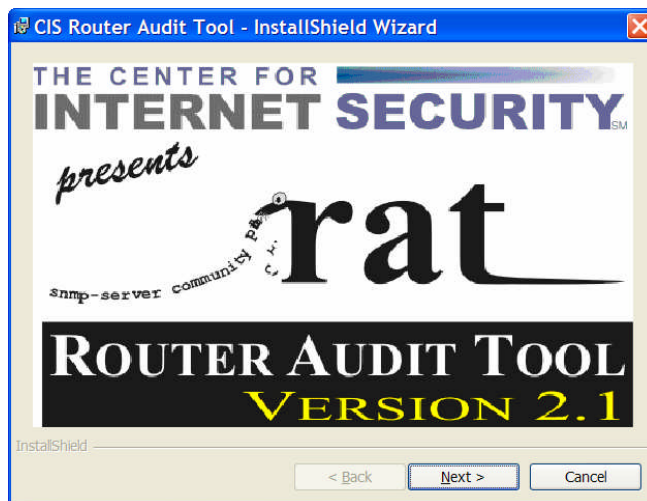 CIS Router Audit Tool - InstallShield Wizard
THE CENTER FOR
INTERNET SECURITY SM
presents
rat
snmp-server community
ROUTER AUDIT TOOL
VERSION 2.1
InstallShield
< Back
Next >
Cancel